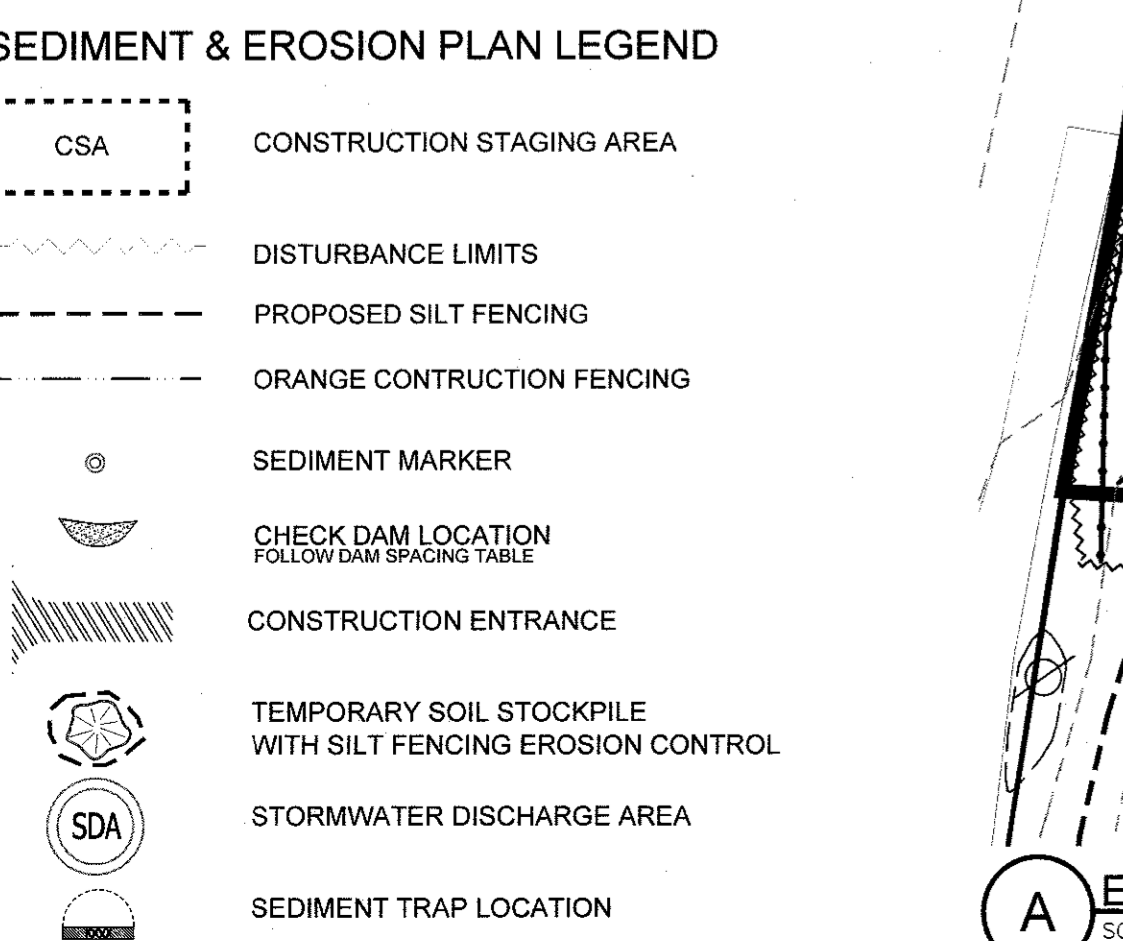 SEDIMENT & EROSION PLAN LEGEND
CSA
CONSTRUCTION STAGING AREA
DISTURBANCE LIMITS
PROPOSED SILT FENCING
ORANGE CONTRUCTION FENCING
SEDIMENT MARKER
CHECK DAM LOCATION
FOLLOW DAM SPACING TABLE
CONSTRUCTION ENTRANCE
TEMPORARY SOIL STOCKPILE
WITH SILT FENCING EROSION CONTROL
SDA
STORMWATER DISCHARGE AREA
SEDIMENT TRAP LOCATION
A